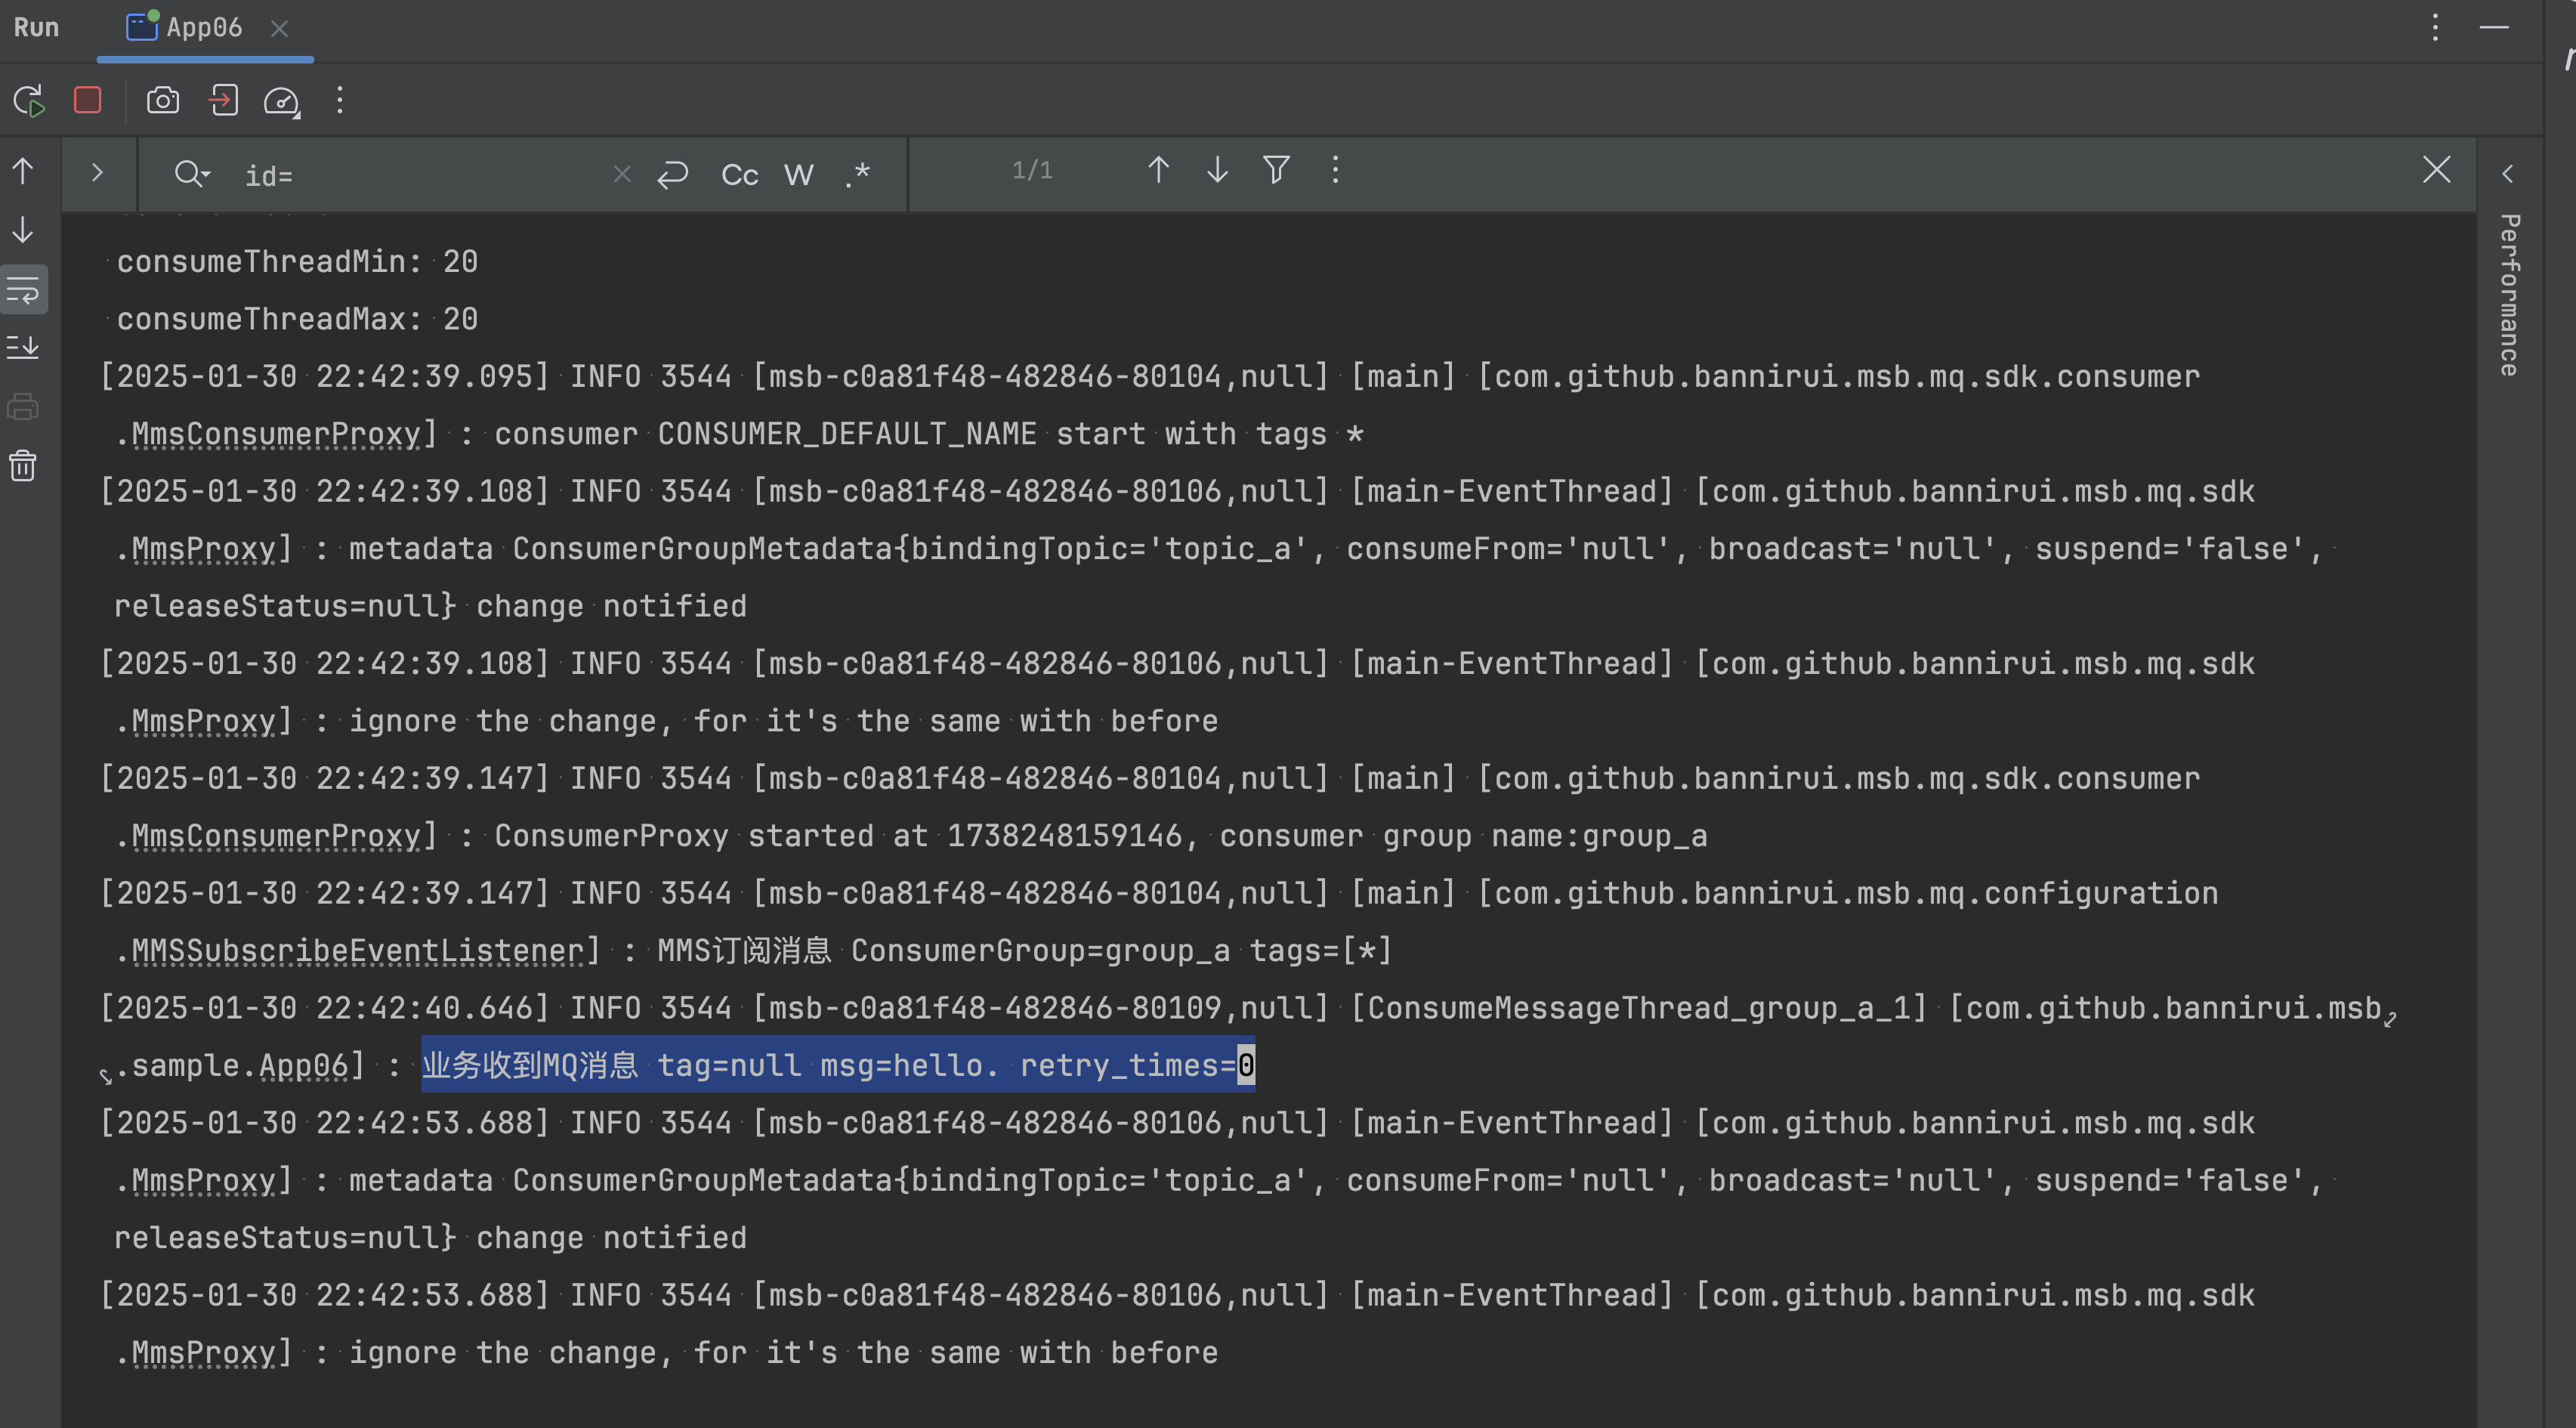 Run App06
id= Cc W .* 1/1
Performance
consumeThreadMin: 20
consumeThreadMax: 20
[2025-01-30 22:42:39.095] INFO 3544 [msb-c0a81f48-482846-80104,null] [main] [com.github.bannirui.msb.mq.sdk.consumer
.MmsConsumerProxy] : consumer CONSUMER_DEFAULT_NAME start with tags *
[2025-01-30 22:42:39.108] INFO 3544 [msb-c0a81f48-482846-80106,null] [main-EventThread] [com.github.bannirui.msb.mq.sdk
.MmsProxy] : metadata ConsumerGroupMetadata{bindingTopic='topic_a', consumeFrom='null', broadcast='null', suspend='false',
releaseStatus=null} change notified
[2025-01-30 22:42:39.108] INFO 3544 [msb-c0a81f48-482846-80106,null] [main-EventThread] [com.github.bannirui.msb.mq.sdk
.MmsProxy] : ignore the change, for it's the same with before
[2025-01-30 22:42:39.147] INFO 3544 [msb-c0a81f48-482846-80104,null] [main] [com.github.bannirui.msb.mq.sdk.consumer
.MmsConsumerProxy] : ConsumerProxy started at 1738248159146, consumer group name:group_a
[2025-01-30 22:42:39.147] INFO 3544 [msb-c0a81f48-482846-80104,null] [main] [com.github.bannirui.msb.mq.configuration
.MMSSubscribeEventListener] : MMS订阅消息 ConsumerGroup=group_a tags=[*]
[2025-01-30 22:42:40.646] INFO 3544 [msb-c0a81f48-482846-80109,null] [ConsumeMessageThread_group_a_1] [com.github.bannirui.msb
.sample.App06] : 业务收到MQ消息 tag=null msg=hello. retry_times=0
[2025-01-30 22:42:53.688] INFO 3544 [msb-c0a81f48-482846-80106,null] [main-EventThread] [com.github.bannirui.msb.mq.sdk
.MmsProxy] : metadata ConsumerGroupMetadata{bindingTopic='topic_a', consumeFrom='null', broadcast='null', suspend='false',
releaseStatus=null} change notified
[2025-01-30 22:42:53.688] INFO 3544 [msb-c0a81f48-482846-80106,null] [main-EventThread] [com.github.bannirui.msb.mq.sdk
.MmsProxy] : ignore the change, for it's the same with before